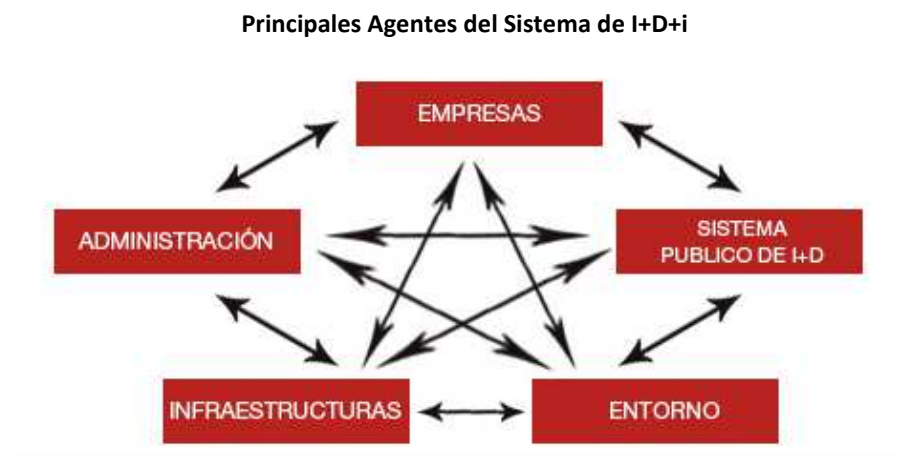 Principales Agentes del Sistema de I+D+i
EMPRESAS
ADMINISTRACIÓN
SISTEMA
PUBLICO DE I+D
INFRAESTRUCTURAS
ENTORNO